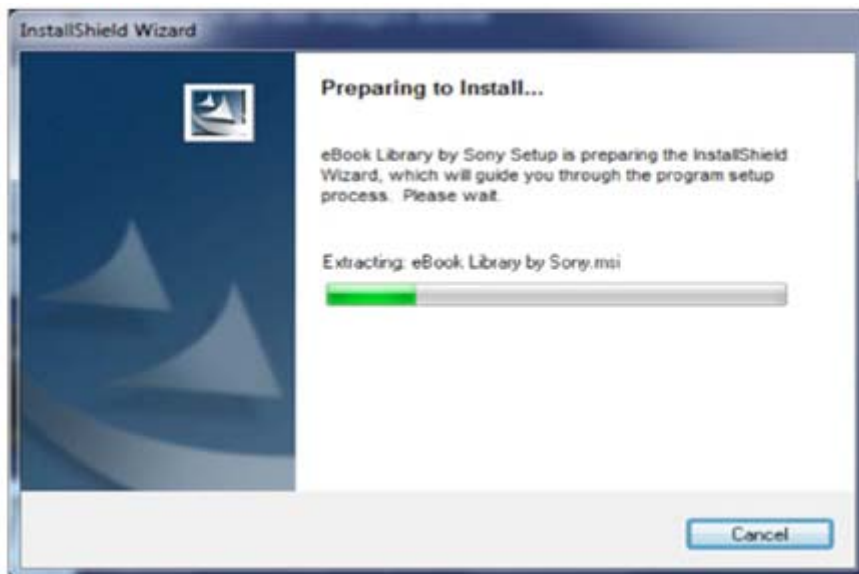 InstallShield Wizard
Preparing to Install...
eBook Library by Sony Setup is preparing the InstallShield
Wizard, which will guide you through the program setup
process. Please wait.
Extracting: eBook Library by Sony.msi
Cancel